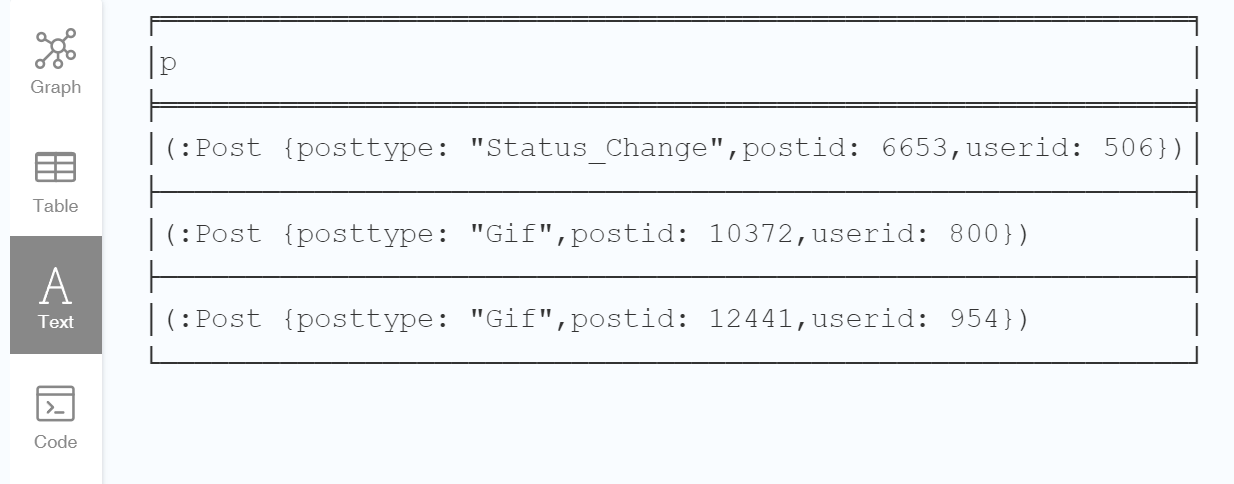 Graph
Table
Text
Code
p
(:Post {posttype: "Status_Change",postid: 6653,userid: 506})
(:Post {posttype: "Gif",postid: 10372,userid: 800})
(:Post {posttype: "Gif",postid: 12441,userid: 954})